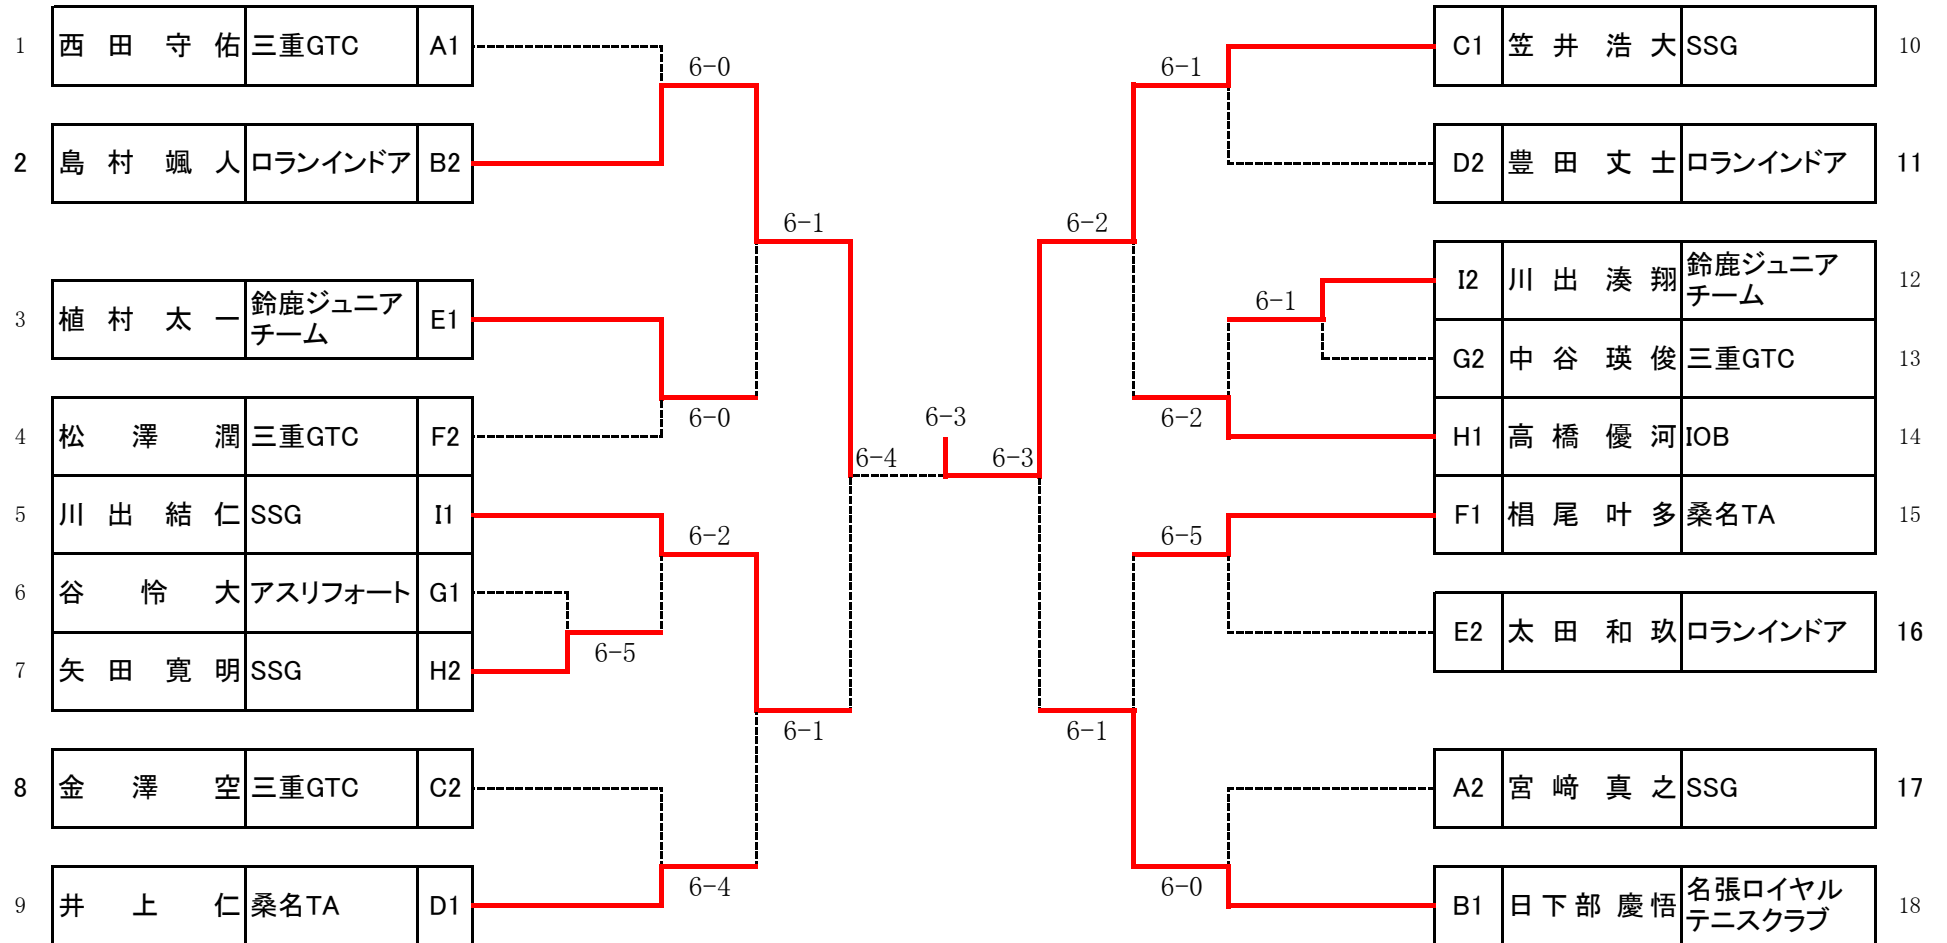 1 西田 守佑 三重GTC A1
6-0
2 島村 颯人 ロランインドア B2
6-1
3 植村 太一 鈴鹿ジュニア
チーム E1
6-0
4 松澤 潤 三重GTC F2
6-4
5 川出 結仁 SSG I1
6-2
6 谷 怜大 アスリフォート G1
6-5
7 矢田 寛明 SSG H2
6-1
8 金澤 空 三重GTC C2
6-4
9 井上 仁 桑名TA D1
6-3
C1 笠井 浩大 SSG 10
6-1
D2 豊田 丈士 ロランインドア 11
6-2
I2 川出 湊翔 鈴鹿ジュニア
チーム 12
6-1
G2 中谷 瑛俊 三重GTC 13
6-2
H1 高橋 優河 IOB 14
6-3
F1 椙尾 叶多 桑名TA 15
6-5
E2 太田 和玖 ロランインドア 16
6-1
A2 宮﨑 真之 SSG 17
6-0
B1 日下部 慶悟 名張ロイヤル
テニスクラブ 18